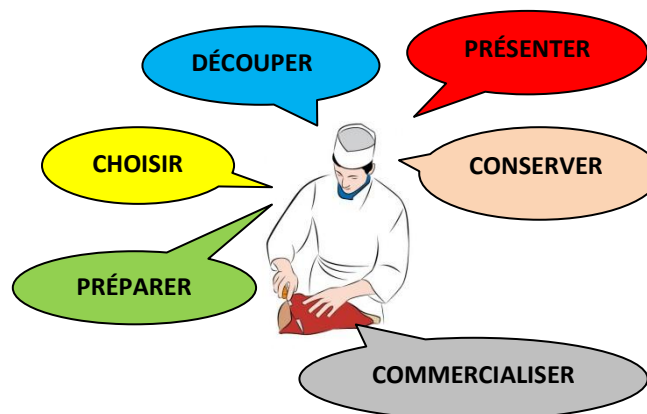 DÉCOUPER
PRÉSENTER
CHOISIR
CONSERVER
PRÉPARER
COMMERCIALISER